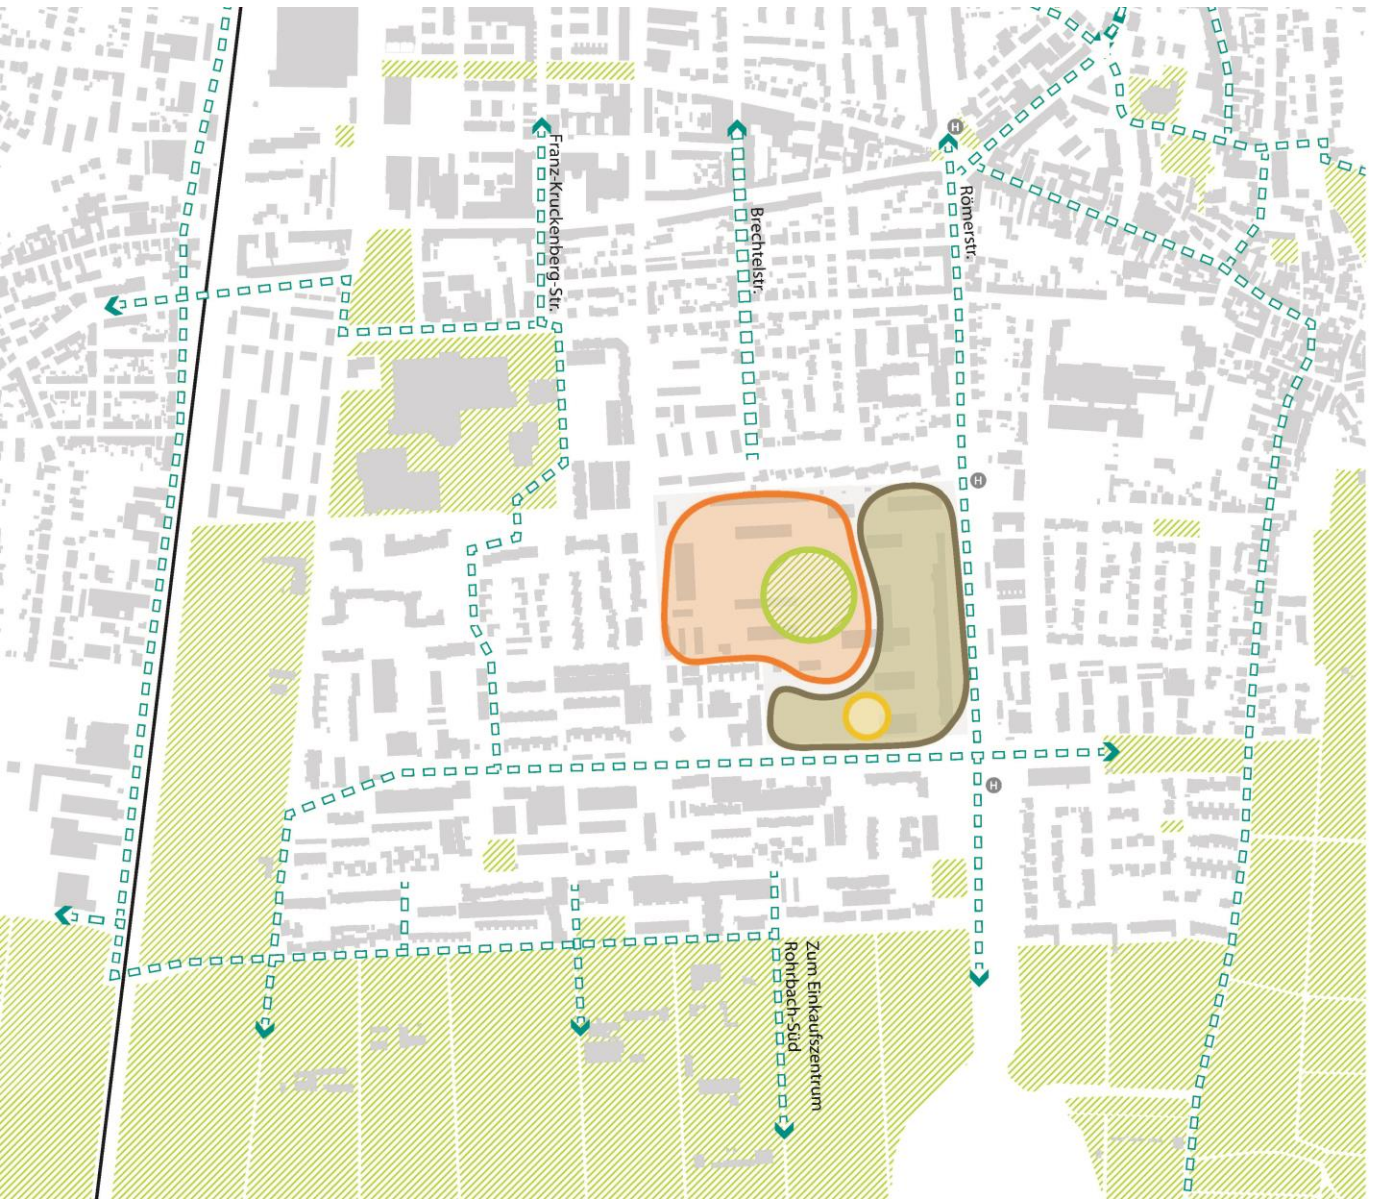 H
Franz-Kruckenberg-Str.
Brechtelstr.
Römerstr.
H
H
Zum Einkaufszentrum
Rohrbach-Süd